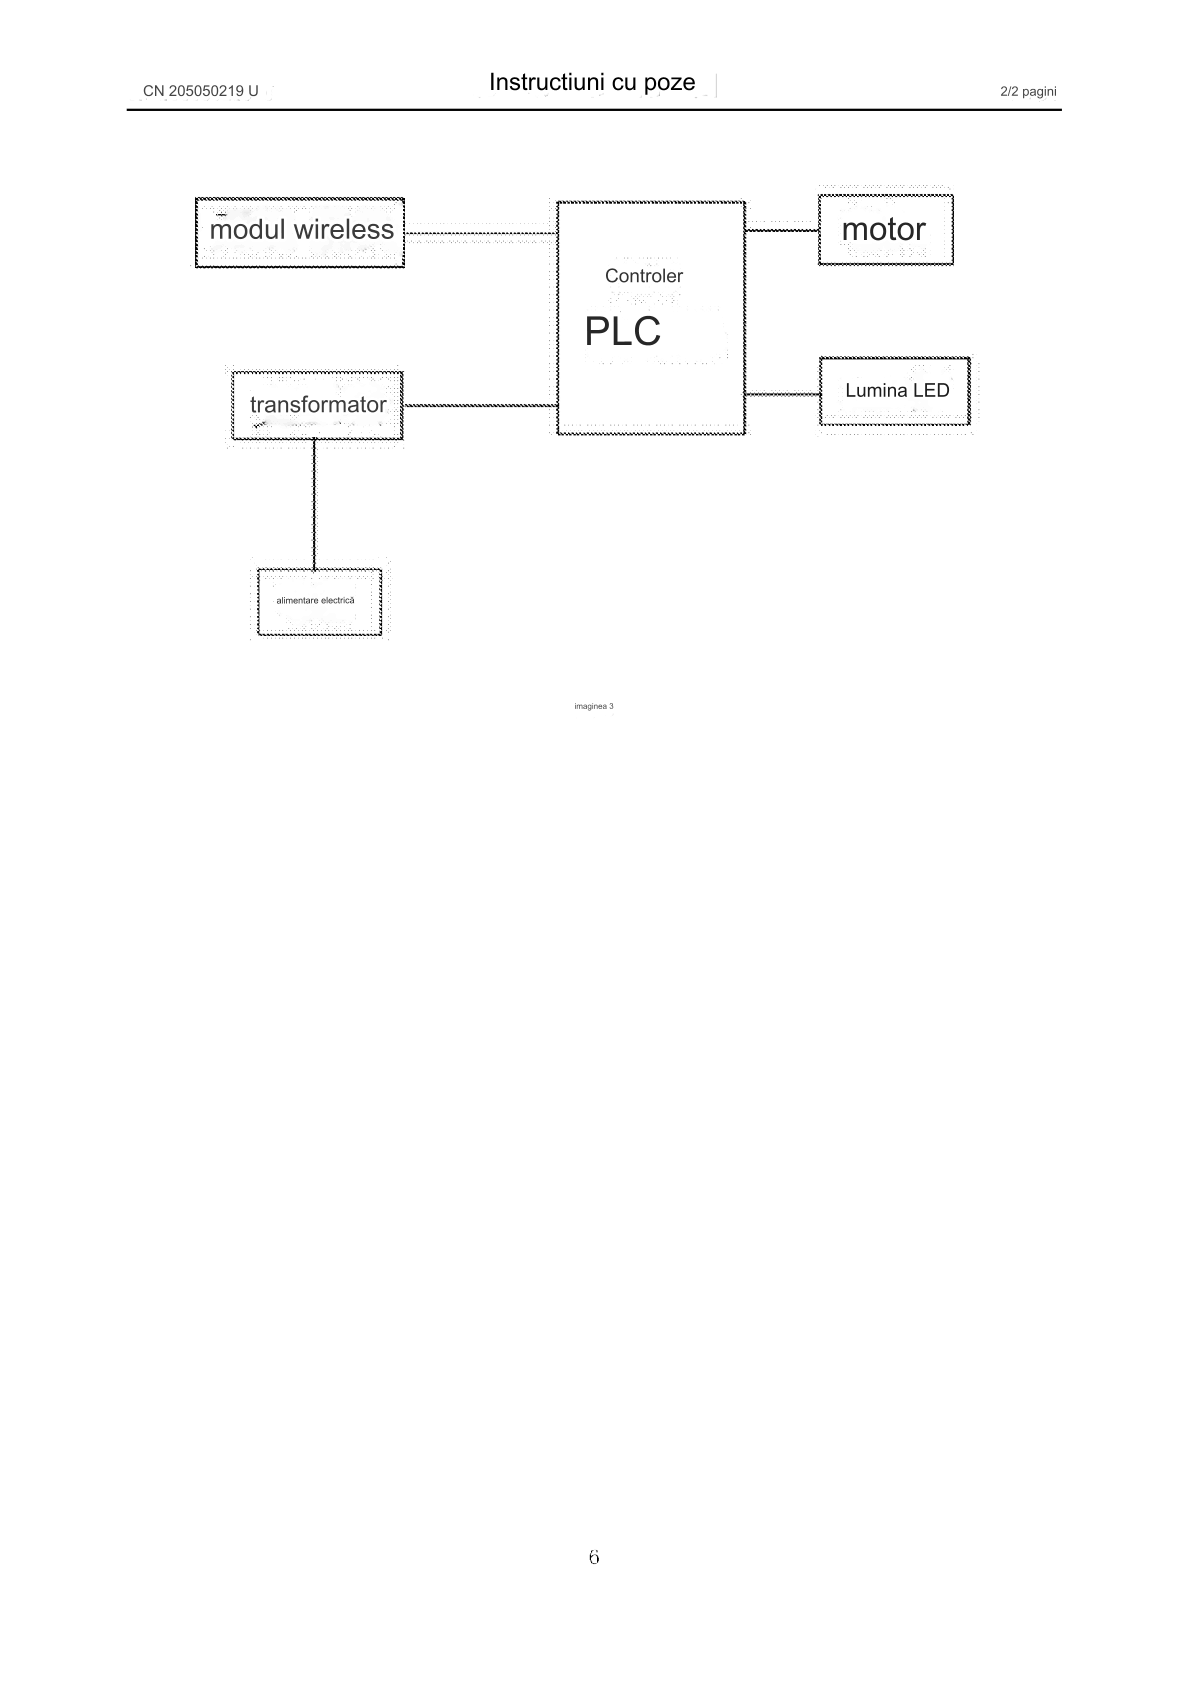 CN 205050219 U
Instructiuni cu poze
2/2 pagini
modul wireless
Controler
PLC
motor
transformator
Lumina LED
alimentare electrică
imaginea 3
6